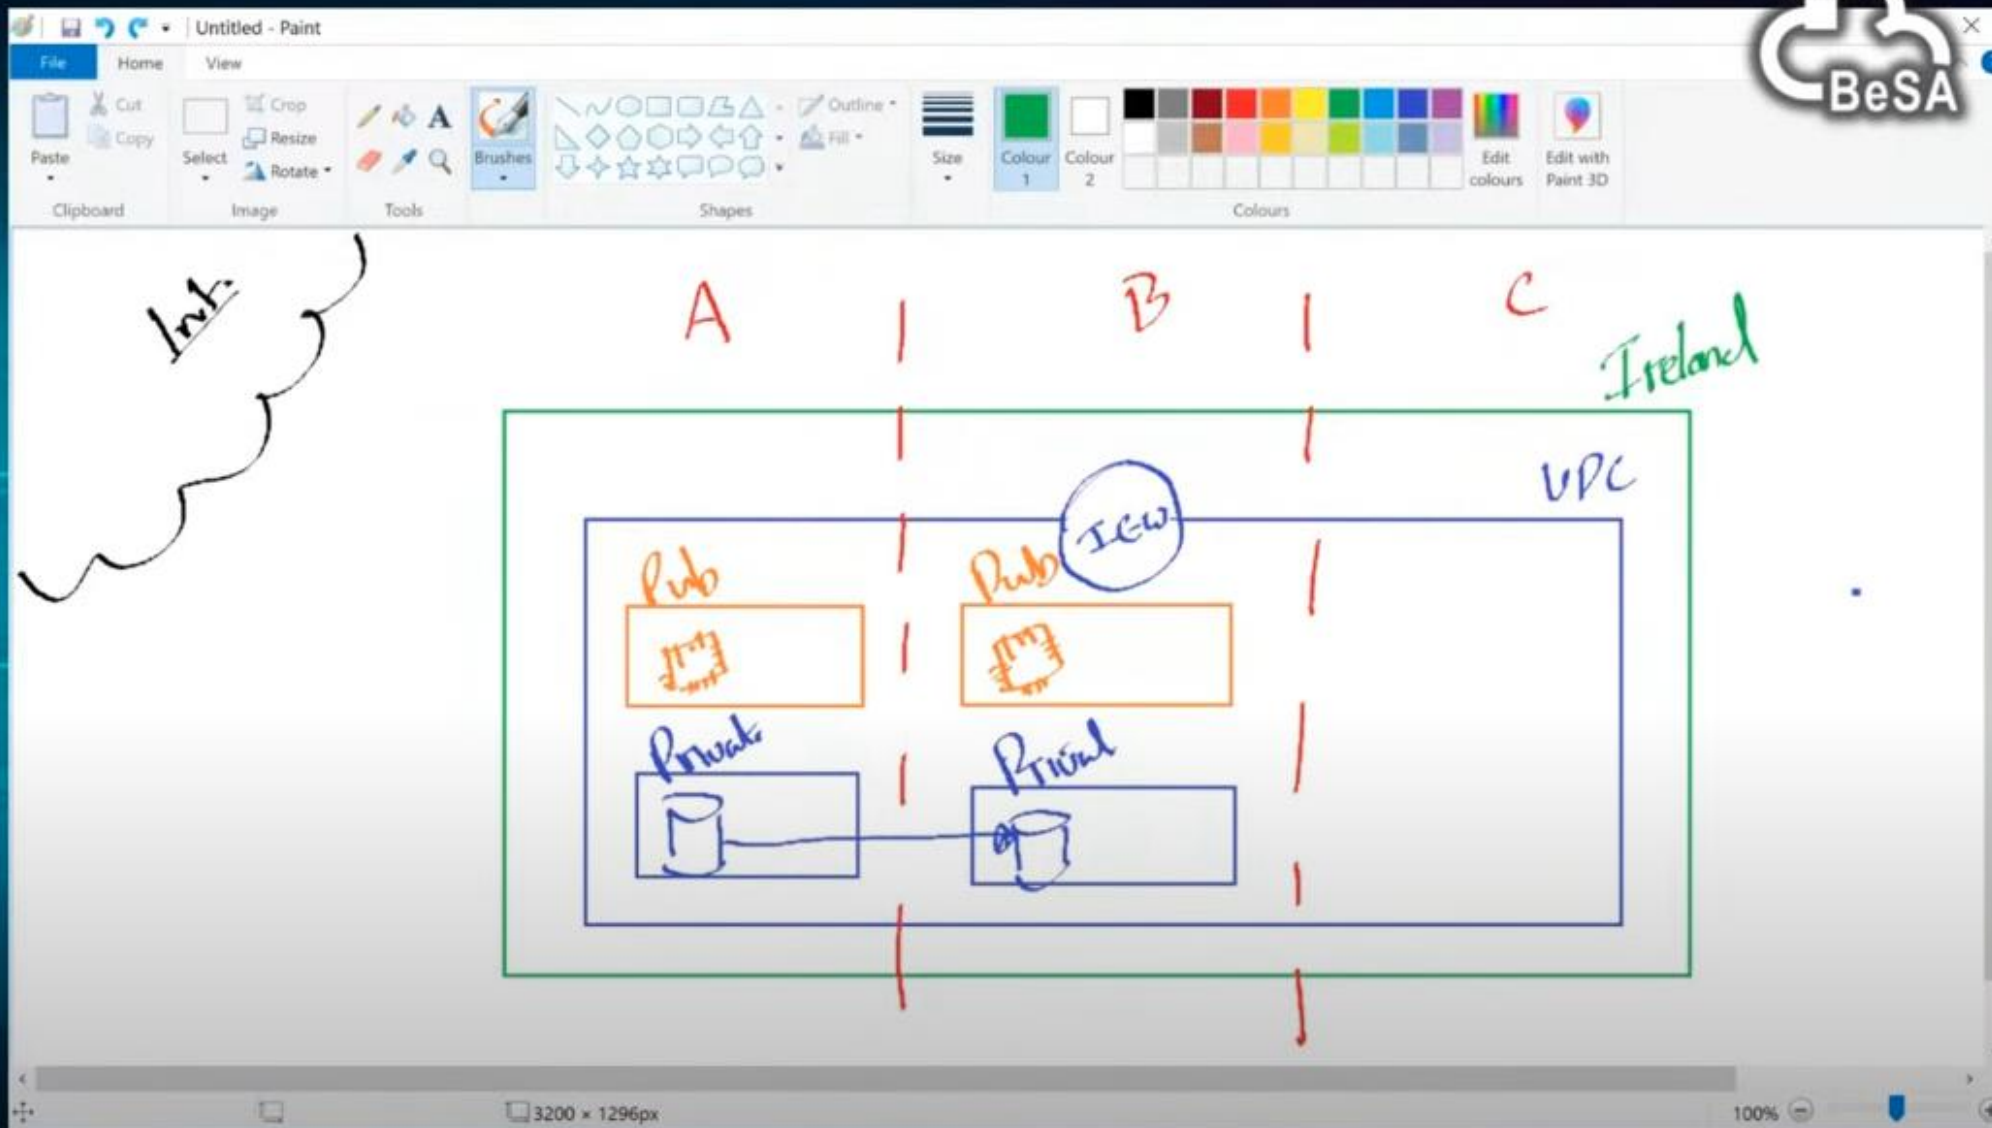 Untitled - Paint
BeSA
File
Home
View
Paste
Cut
Copy
Clipboard
Select
Crop
Resize
Rotate
Image
A
Tools
Brushes
Outline
Fill
Shapes
Size
Colour
1
Colour
2
Colours
Edit
colours
Edit with
Paint 3D
Int.
A
B
C
Ireland
VPC
IGW
Pub
Pub
Private
Privat
3200 × 1296px
100%